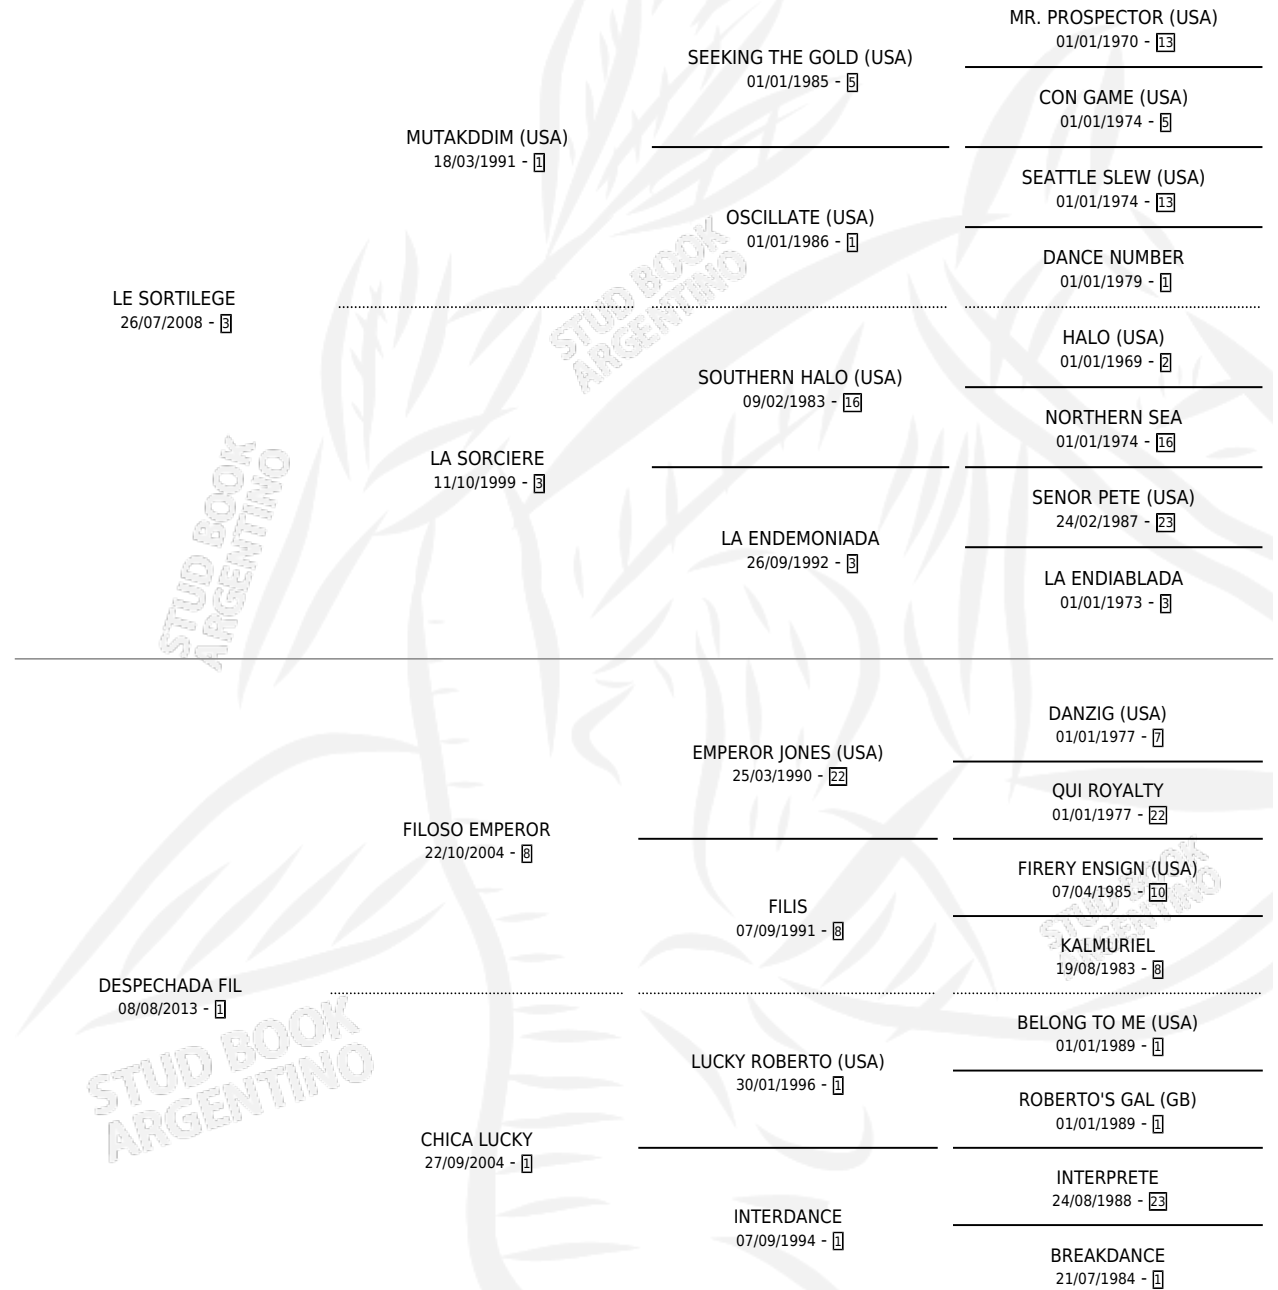 MR. PROSPECTOR (USA)
01/01/1970 - 13
SEEKING THE GOLD (USA)
01/01/1985 - 5
CON GAME (USA)
01/01/1974 - 5
MUTAKDDIM (USA)
18/03/1991 - 1
SEATTLE SLEW (USA)
01/01/1974 - 13
OSCILLATE (USA)
01/01/1986 - 1
DANCE NUMBER
01/01/1979 - 1
LE SORTILEGE
26/07/2008 - 3
HALO (USA)
01/01/1969 - 2
SOUTHERN HALO (USA)
09/02/1983 - 16
NORTHERN SEA
01/01/1974 - 16
LA SORCIERE
11/10/1999 - 3
SENOR PETE (USA)
24/02/1987 - 23
LA ENDEMONIADA
26/09/1992 - 3
LA ENDIABLADA
01/01/1973 - 3
STUD BOOK
ARGENTINO
STUD BOOK
ARGENTINO
DANZIG (USA)
01/01/1977 - 7
EMPEROR JONES (USA)
25/03/1990 - 22
QUI ROYALTY
01/01/1977 - 22
FILOSO EMPEROR
22/10/2004 - 8
FIRERY ENSIGN (USA)
07/04/1985 - 10
FILIS
07/09/1991 - 8
KALMURIEL
19/08/1983 - 8
DESPECHADA FIL
08/08/2013 - 1
BELONG TO ME (USA)
01/01/1989 - 1
LUCKY ROBERTO (USA)
30/01/1996 - 1
ROBERTO'S GAL (GB)
01/01/1989 - 1
CHICA LUCKY
27/09/2004 - 1
INTERPRETE
24/08/1988 - 23
INTERDANCE
07/09/1994 - 1
BREAKDANCE
21/07/1984 - 1
STUD BOOK
ARGENTINO
STUD BOOK
ARGENTINO